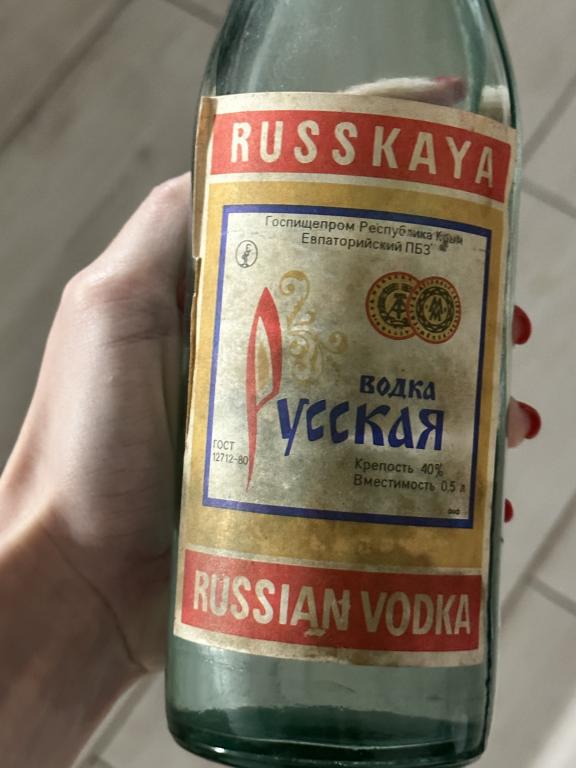 RUSSKAYA
Госпищепром Республика Крым
Евпаторийский ПБЗ
Русская
водка
ГОСТ
12712-80
Крепость 40%
Вместимость 0,5 л
RUSSIAN VODKA